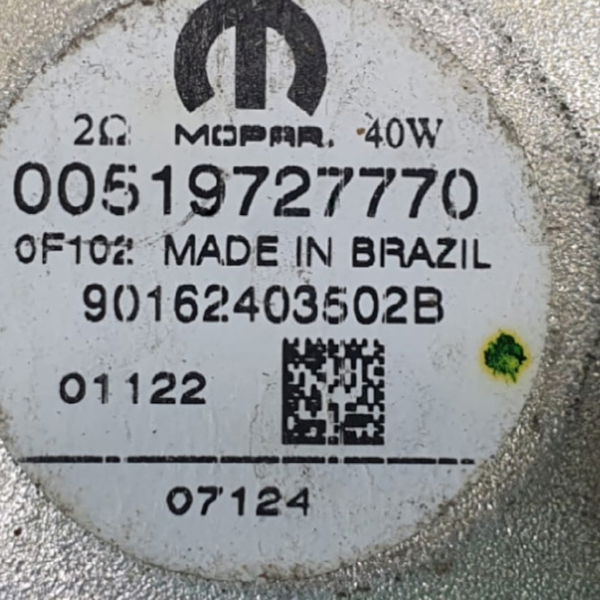 2Ω MOPAR. 40W
00519727770
0F102 MADE IN BRAZIL
90162403502B
01122
07124